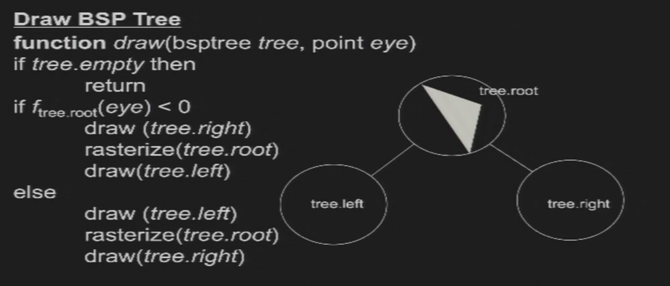 Draw BSP Tree
function draw(bsptree tree, point eye)
if tree.empty then
return
if ftree.root(eye) < 0
draw (tree.right)
rasterize(tree.root)
draw(tree.left)
else
draw (tree.left)
rasterize(tree.root)
draw(tree.right)
tree.root
tree.left
tree.right